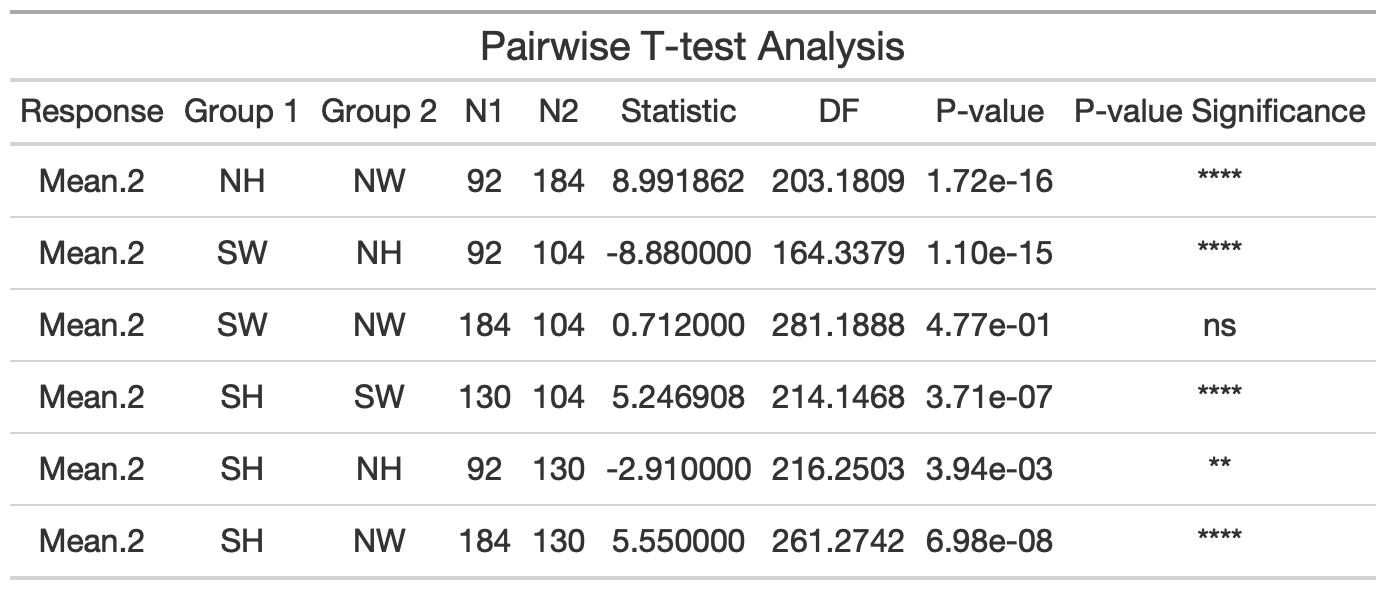 Pairwise T-test Analysis
Response Group 1 Group 2 N1 N2 Statistic DF P-value P-value Significance
Mean.2 NH NW 92 184 8.991862 203.1809 1.72e-16 ****
Mean.2 SW NH 92 104 -8.880000 164.3379 1.10e-15 ****
Mean.2 SW NW 184 104 0.712000 281.1888 4.77e-01 ns
Mean.2 SH SW 130 104 5.246908 214.1468 3.71e-07 ****
Mean.2 SH NH 92 130 -2.910000 216.2503 3.94e-03 **
Mean.2 SH NW 184 130 5.550000 261.2742 6.98e-08 ****